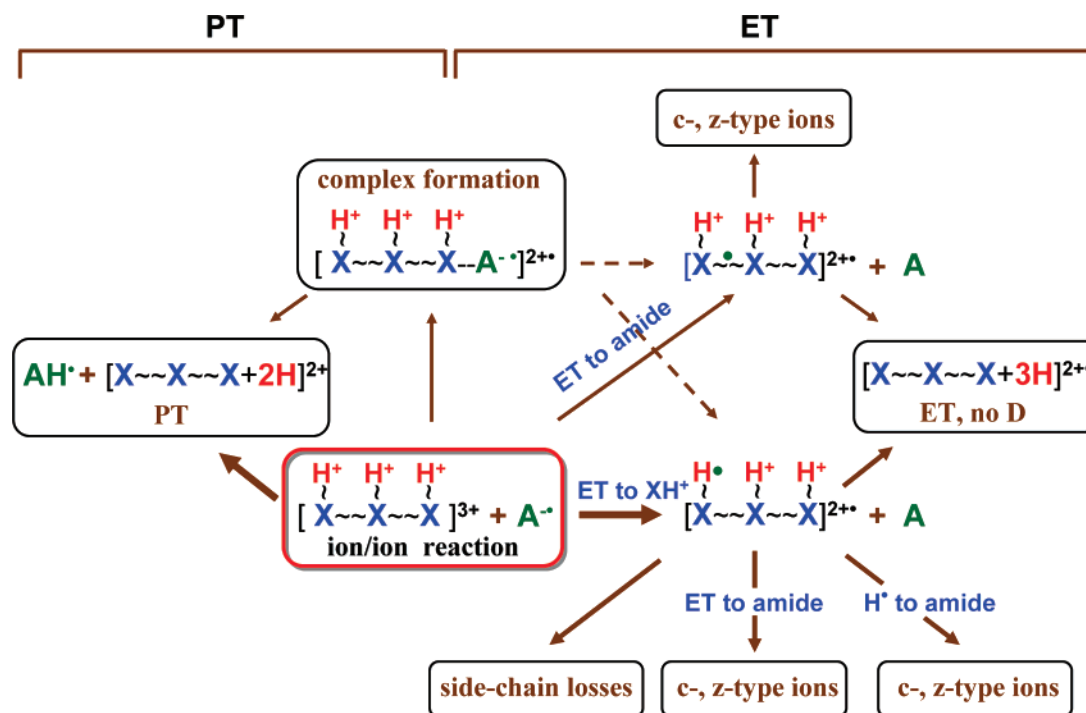 PT
ET
c-, z-type ions
complex formation
H⁺ H⁺ H⁺
[ X~~X~~X--A⁻•]²⁺•
H⁺ H⁺ H⁺
[X~•~X~~X]²⁺• + A
ET to amide
AH•+ [X~~X~~X+2H]²⁺
PT
[X~~X~~X+3H]²⁺•
ET, no D
H⁺ H⁺ H⁺
[ X~~X~~X ]³⁺ + A⁻•
ion/ion reaction
ET to XH⁺
H• H⁺ H⁺
[X~~X~~X]²⁺• + A
ET to amide
H• to amide
side-chain losses
c-, z-type ions
c-, z-type ions